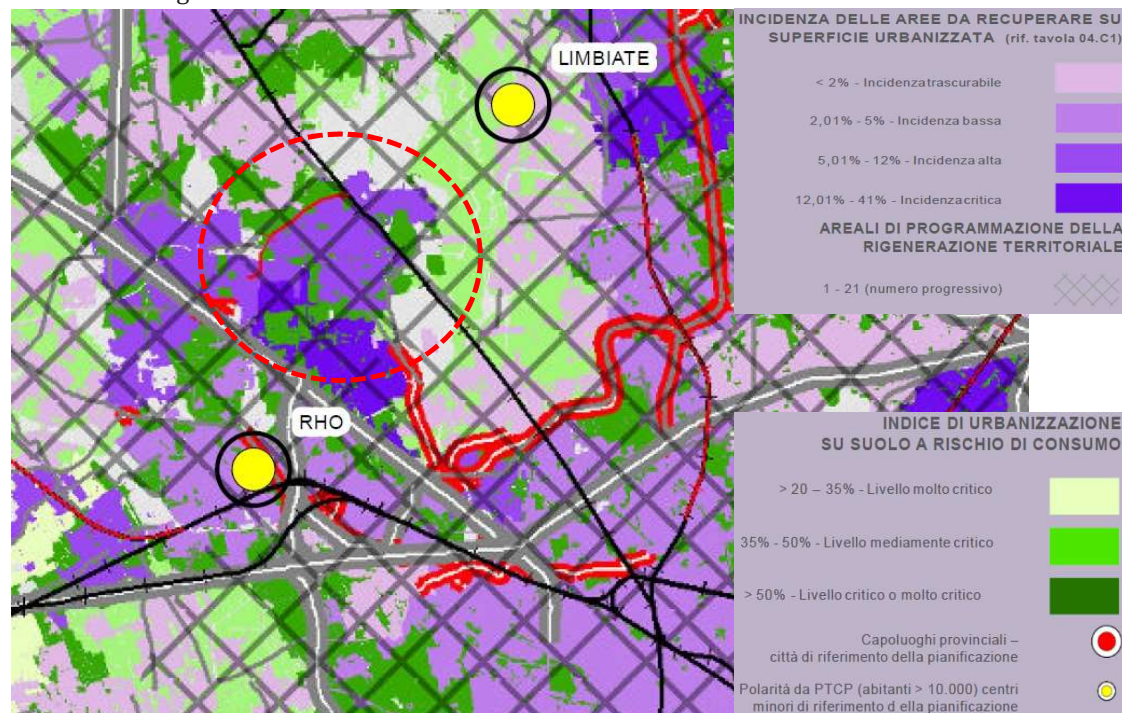 LIMBIATE
RHO
INCIDENZA DELLE AREE DA RECUPERARE SU
SUPERFICIE URBANIZZATA (rif. tavola 04.C1)
< 2% - Incidenza trascurabile
2,01% - 5% - Incidenza bassa
5,01% - 12% - Incidenza alta
12,01% - 41% - Incidenza critica
AREALI DI PROGRAMMAZIONE DELLA
RIGENERAZIONE TERRITORIALE
1 - 21 (numero progressivo)
INDICE DI URBANIZZAZIONE
SU SUOLO A RISCHIO DI CONSUMO
> 20 – 35% - Livello molto critico
35% - 50% - Livello mediamente critico
> 50% - Livello critico o molto critico
Capoluoghi provinciali –
città di riferimento della pianificazione
Polarità da PTCP (abitanti > 10.000) centri
minori di riferimento d ella pianificazione